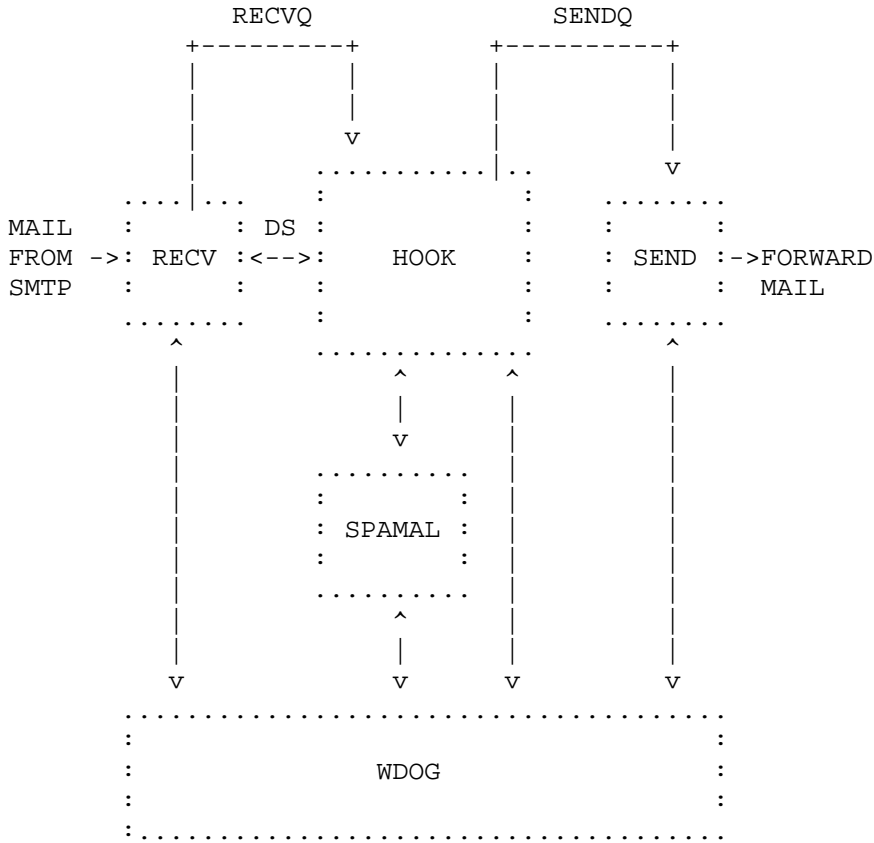 RECVQ SENDQ
MAIL DS
FROM -> RECV <--> HOOK SEND ->FORWARD
SMTP MAIL
SPAMAL
WDOG